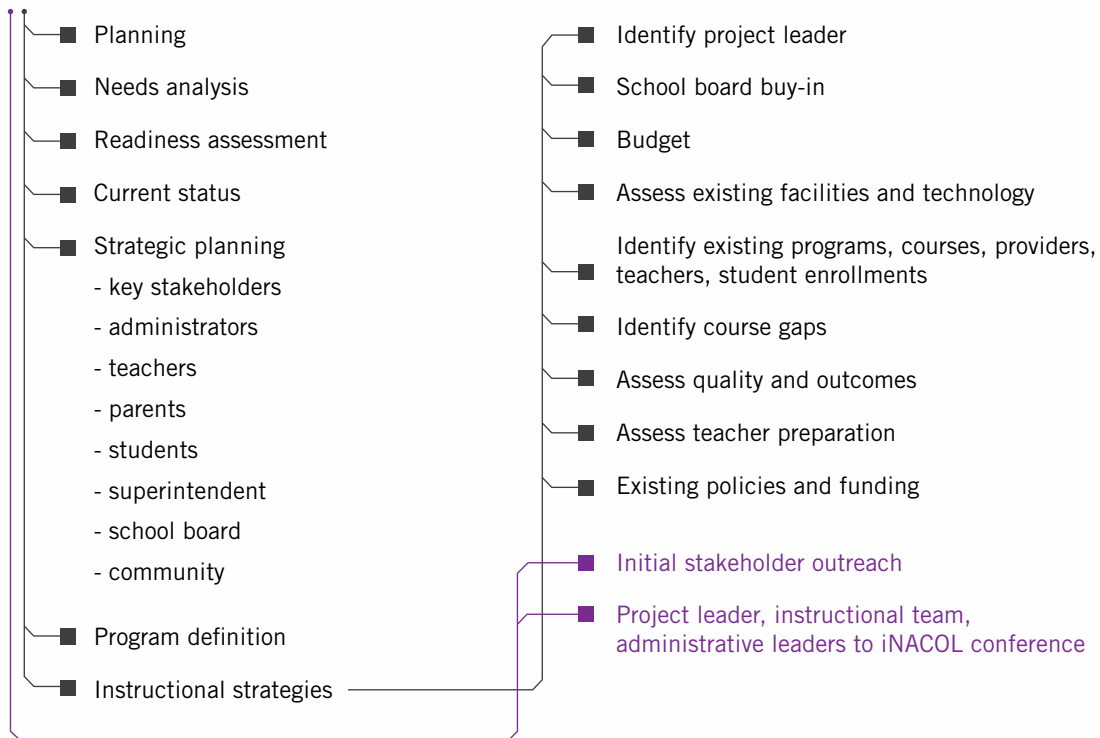 Planning
Needs analysis
Readiness assessment
Current status
Strategic planning
- key stakeholders
- administrators
- teachers
- parents
- students
- superintendent
- school board
- community
Program definition
Instructional strategies
Identify project leader
School board buy-in
Budget
Assess existing facilities and technology
Identify existing programs, courses, providers,
teachers, student enrollments
Identify course gaps
Assess quality and outcomes
Assess teacher preparation
Existing policies and funding
Initial stakeholder outreach
Project leader, instructional team,
administrative leaders to iNACOL conference